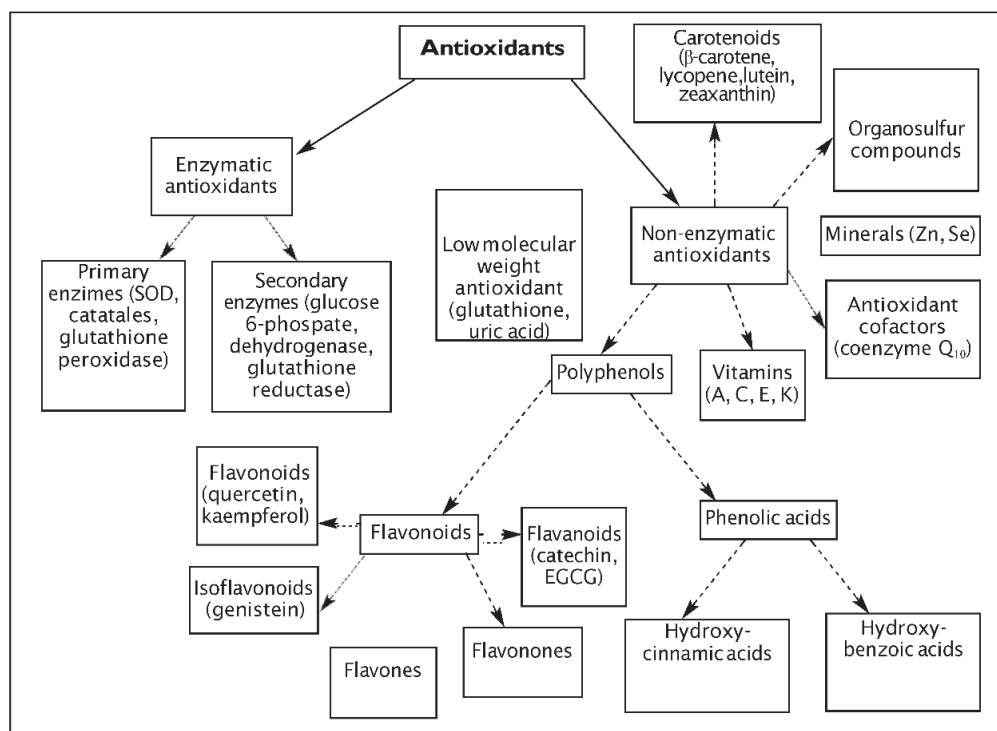 Antioxidants
Carotenoids
(β-carotene,
lycopene,lutein,
zeaxanthin)
Organosulfur
compounds
Enzymatic
antioxidants
Low molecular
weight
antioxidant
(glutathione,
uric acid)
Non-enzymatic
antioxidants
Minerals (Zn, Se)
Primary
enzimes (SOD,
catatales,
glutathione
peroxidase)
Secondary
enzymes (glucose
6-phospate,
dehydrogenase,
glutathione
reductase)
Antioxidant
cofactors
(coenzyme Q₁₀)
Polyphenols
Vitamins
(A, C, E, K)
Flavonoids
(quercetin,
kaempferol)
Flavonoids
Flavanoids
(catechin,
EGCG)
Phenolic acids
Isoflavonoids
(genistein)
Flavones
Flavonones
Hydroxy-
cinnamic acids
Hydroxy-
benzoic acids